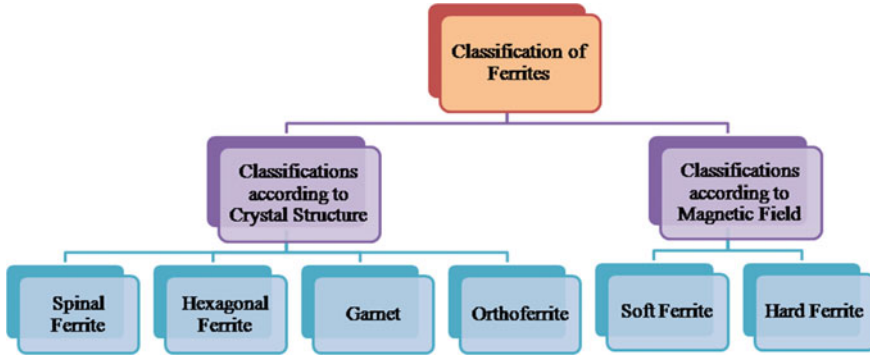 Classification of
Ferrites
Classifications
according to
Crystal Structure
Classifications
according to
Magnetic Field
Spinal
Ferrite
Hexagonal
Ferrite
Garnet
Orthoferrite
Soft Ferrite
Hard Ferrite